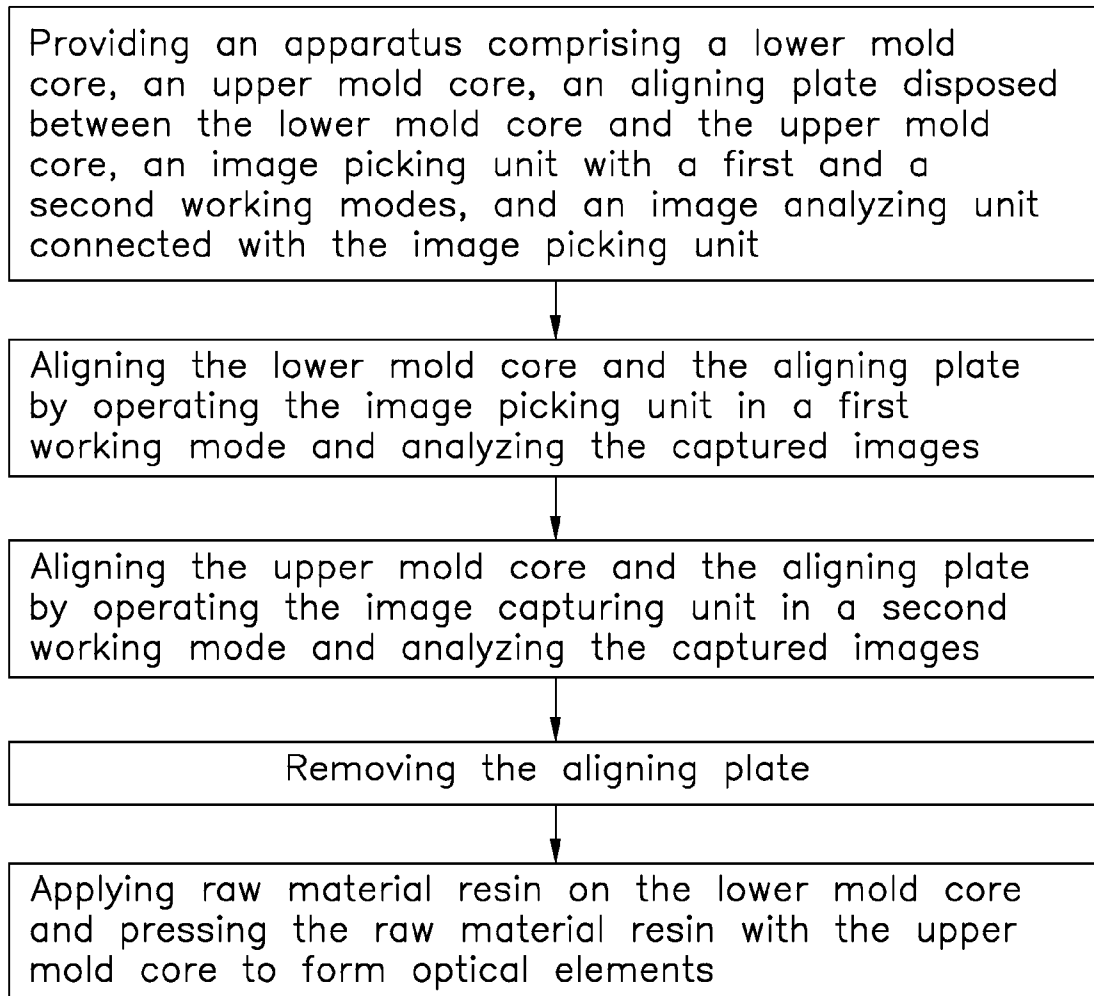 Providing an apparatus comprising a lower mold
core, an upper mold core, an aligning plate disposed
between the lower mold core and the upper mold
core, an image picking unit with a first and a
second working modes, and an image analyzing unit
connected with the image picking unit
Aligning the lower mold core and the aligning plate
by operating the image picking unit in a first
working mode and analyzing the captured images
Aligning the upper mold core and the aligning plate
by operating the image capturing unit in a second
working mode and analyzing the captured images
Removing the aligning plate
Applying raw material resin on the lower mold core
and pressing the raw material resin with the upper
mold core to form optical elements